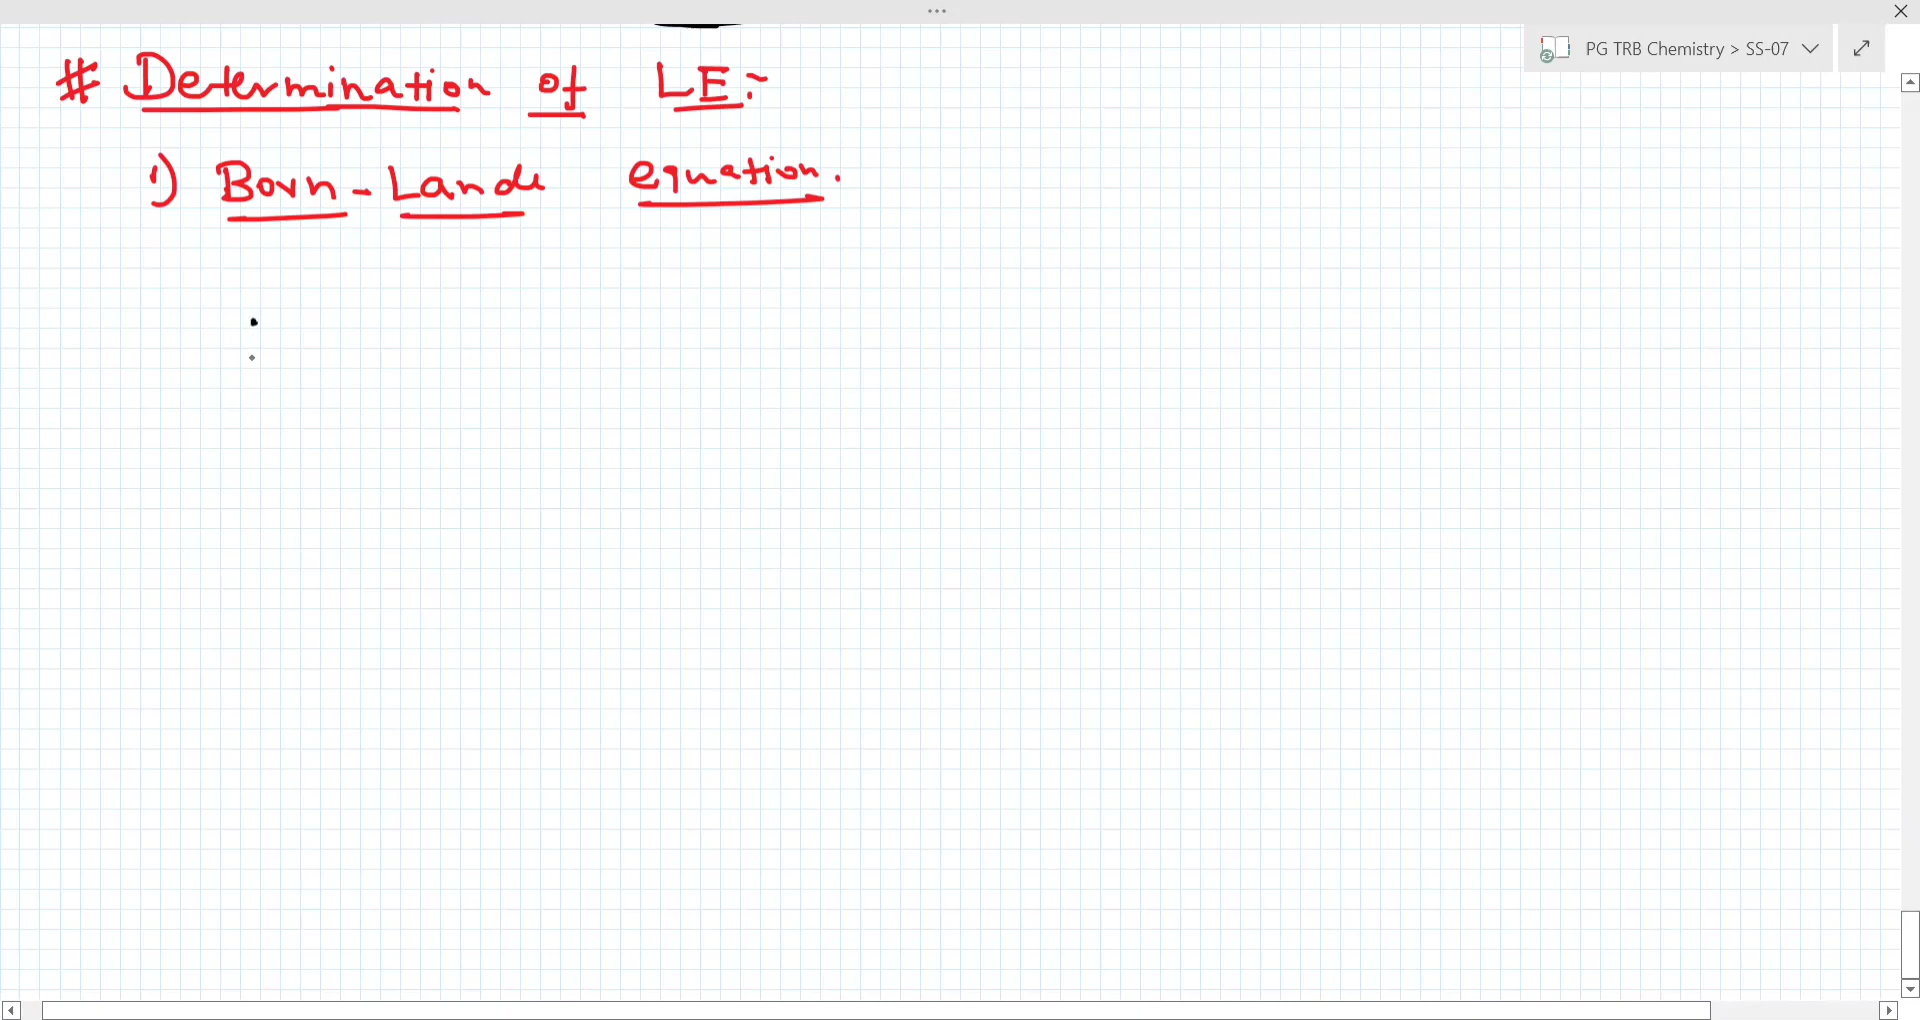 PG TRB Chemistry > SS-07
# Determination of LE:-
1) Born-Lande equation.